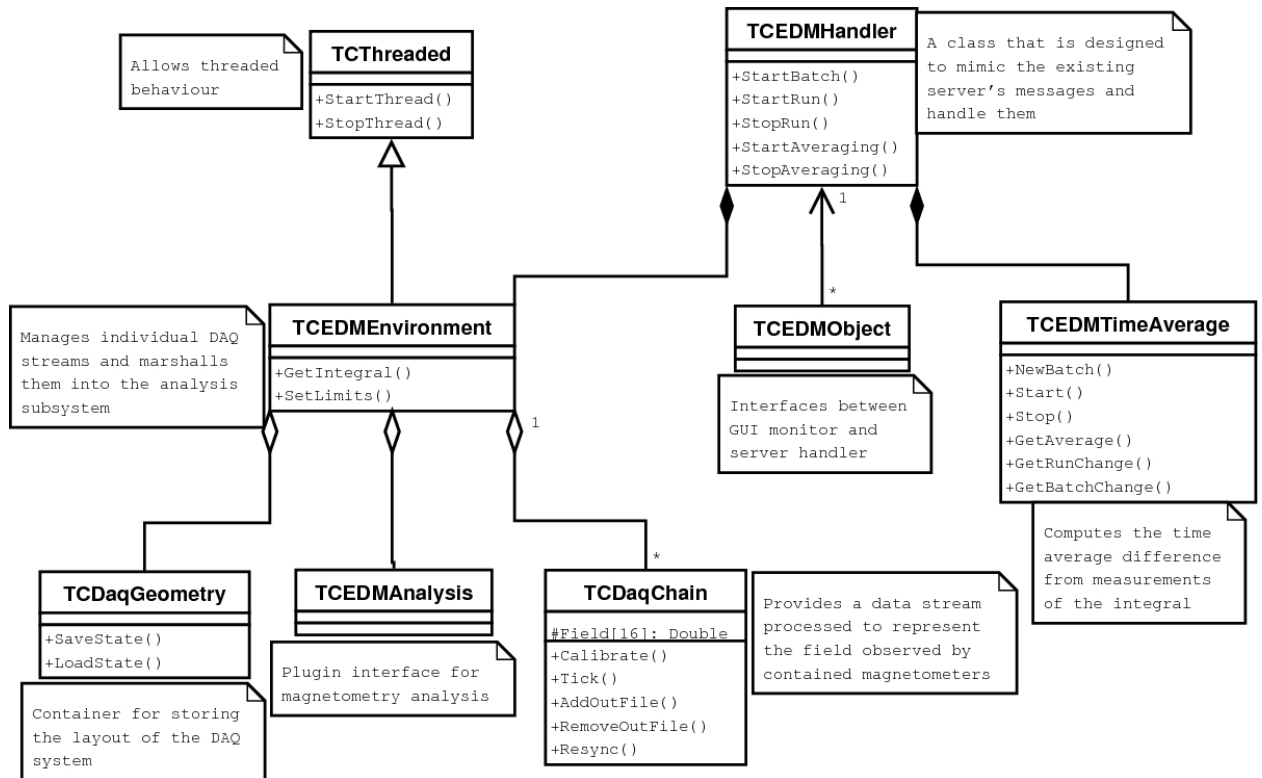 Allows threaded
behaviour
TCThreaded
+StartThread()
+StopThread()
TCEDMHandler
+StartBatch()
+StartRun()
+StopRun()
+StartAveraging()
+StopAveraging()
A class that is designed
to mimic the existing
server's messages and
handle them
1
*
Manages individual DAQ
streams and marshalls
them into the analysis
subsystem
TCEDMEnvironment
+GetIntegral()
+SetLimits()
1
*
TCEDMObject
Interfaces between
GUI monitor and
server handler
TCEDMTimeAverage
+NewBatch()
+Start()
+Stop()
+GetAverage()
+GetRunChange()
+GetBatchChange()
Computes the time
average difference
from measurements
of the integral
TCDaqGeometry
+SaveState()
+LoadState()
Container for storing
the layout of the DAQ
system
TCEDMAnalysis
Plugin interface for
magnetometry analysis
TCDaqChain
#Field[16]: Double
+Calibrate()
+Tick()
+AddOutFile()
+RemoveOutFile()
+Resync()
Provides a data stream
processed to represent
the field observed by
contained magnetometers